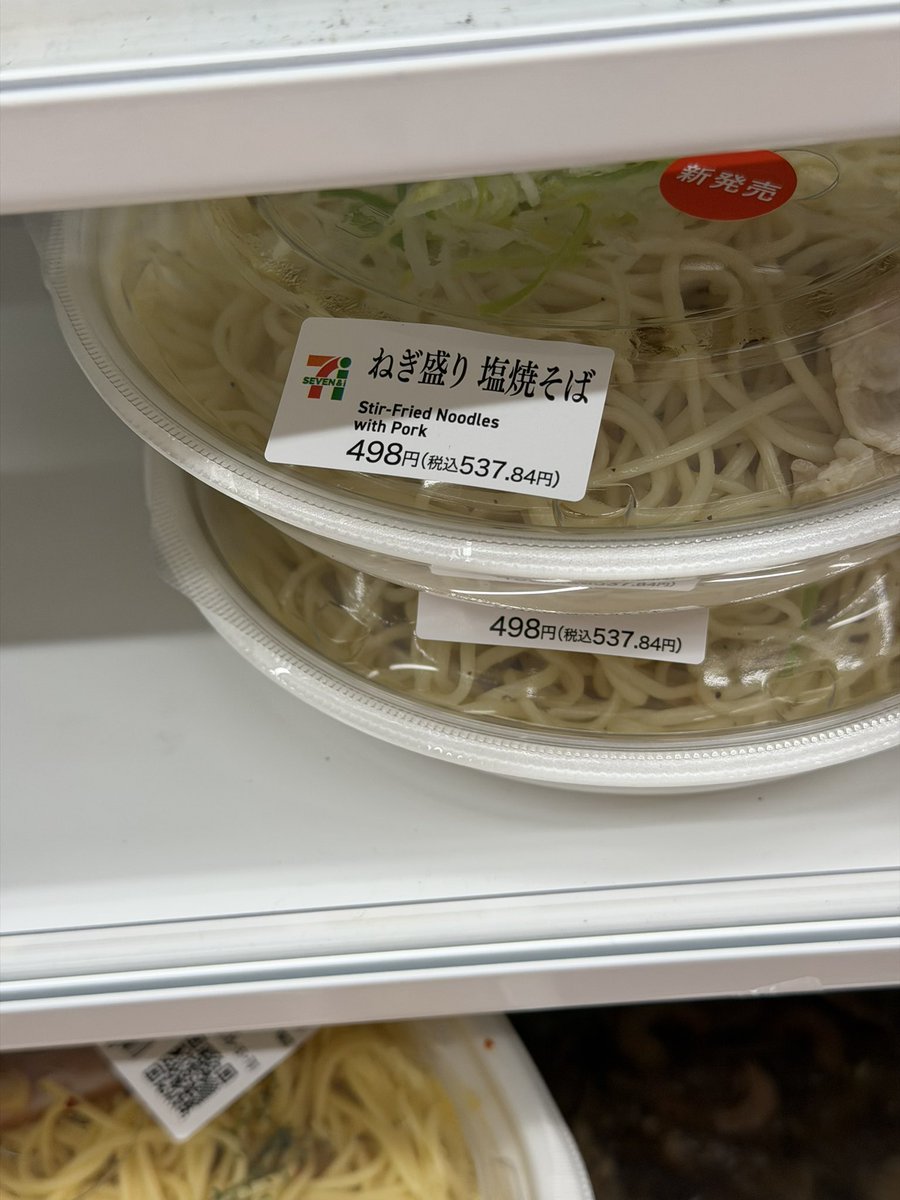 新発売
SEVEN&i
ねぎ盛り 塩焼そば
Stir-Fried Noodles
with Pork
498円(税込537.84円)
498円(税込537.84円)